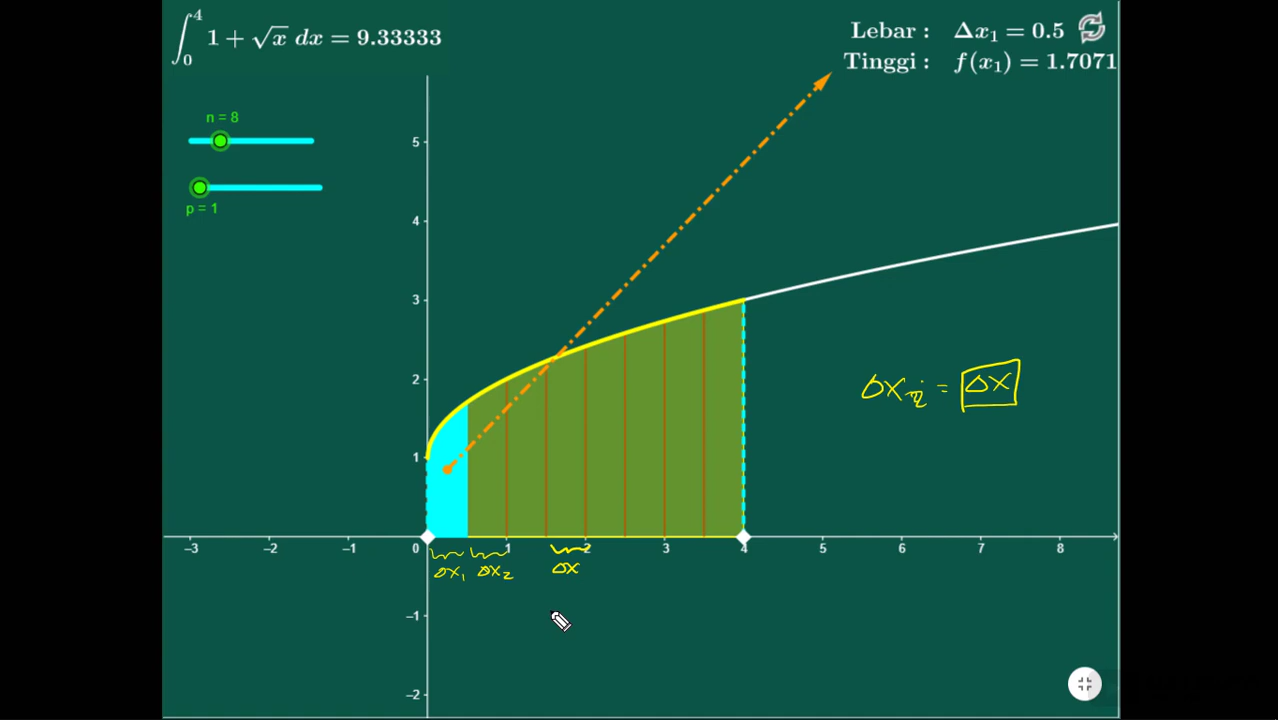 ∫₀⁴ 1 + √x dx = 9.33333
Lebar : Δx₁ = 0.5
Tinggi : f(x₁) = 1.7071
n = 8
p = 1
5
4
3
2
1
Δxᵢ = Δx
–3 –2 –1 0 1 2 3 4 5 6 7 8
Δx₁ Δx₂ Δx
–1
–2